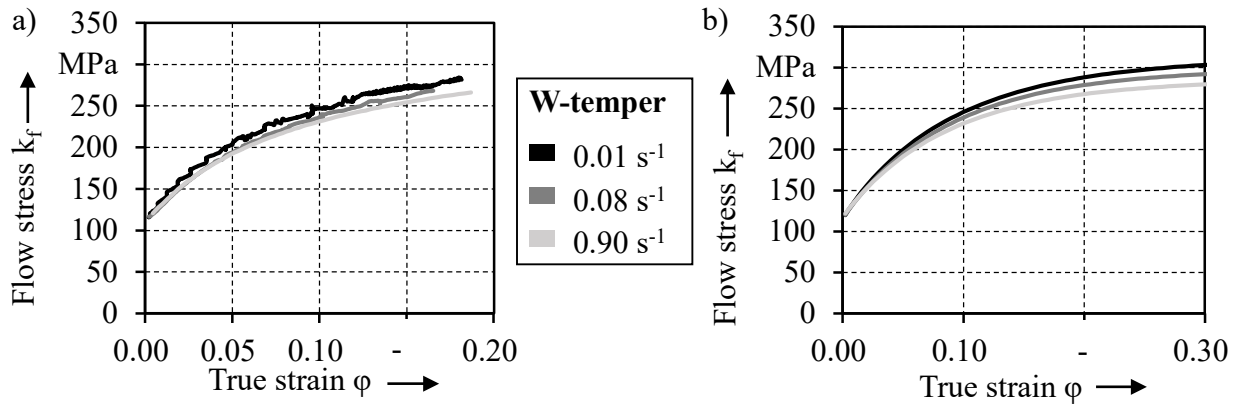 a)
350
MPa
250
200
150
100
50
0
Flow stress k_f
0.00 0.05 0.10 - 0.20
True strain φ
W-temper
0.01 s⁻¹
0.08 s⁻¹
0.90 s⁻¹
b)
350
MPa
250
200
150
100
50
0
Flow stress k_f
0.00 0.10 - 0.30
True strain φ